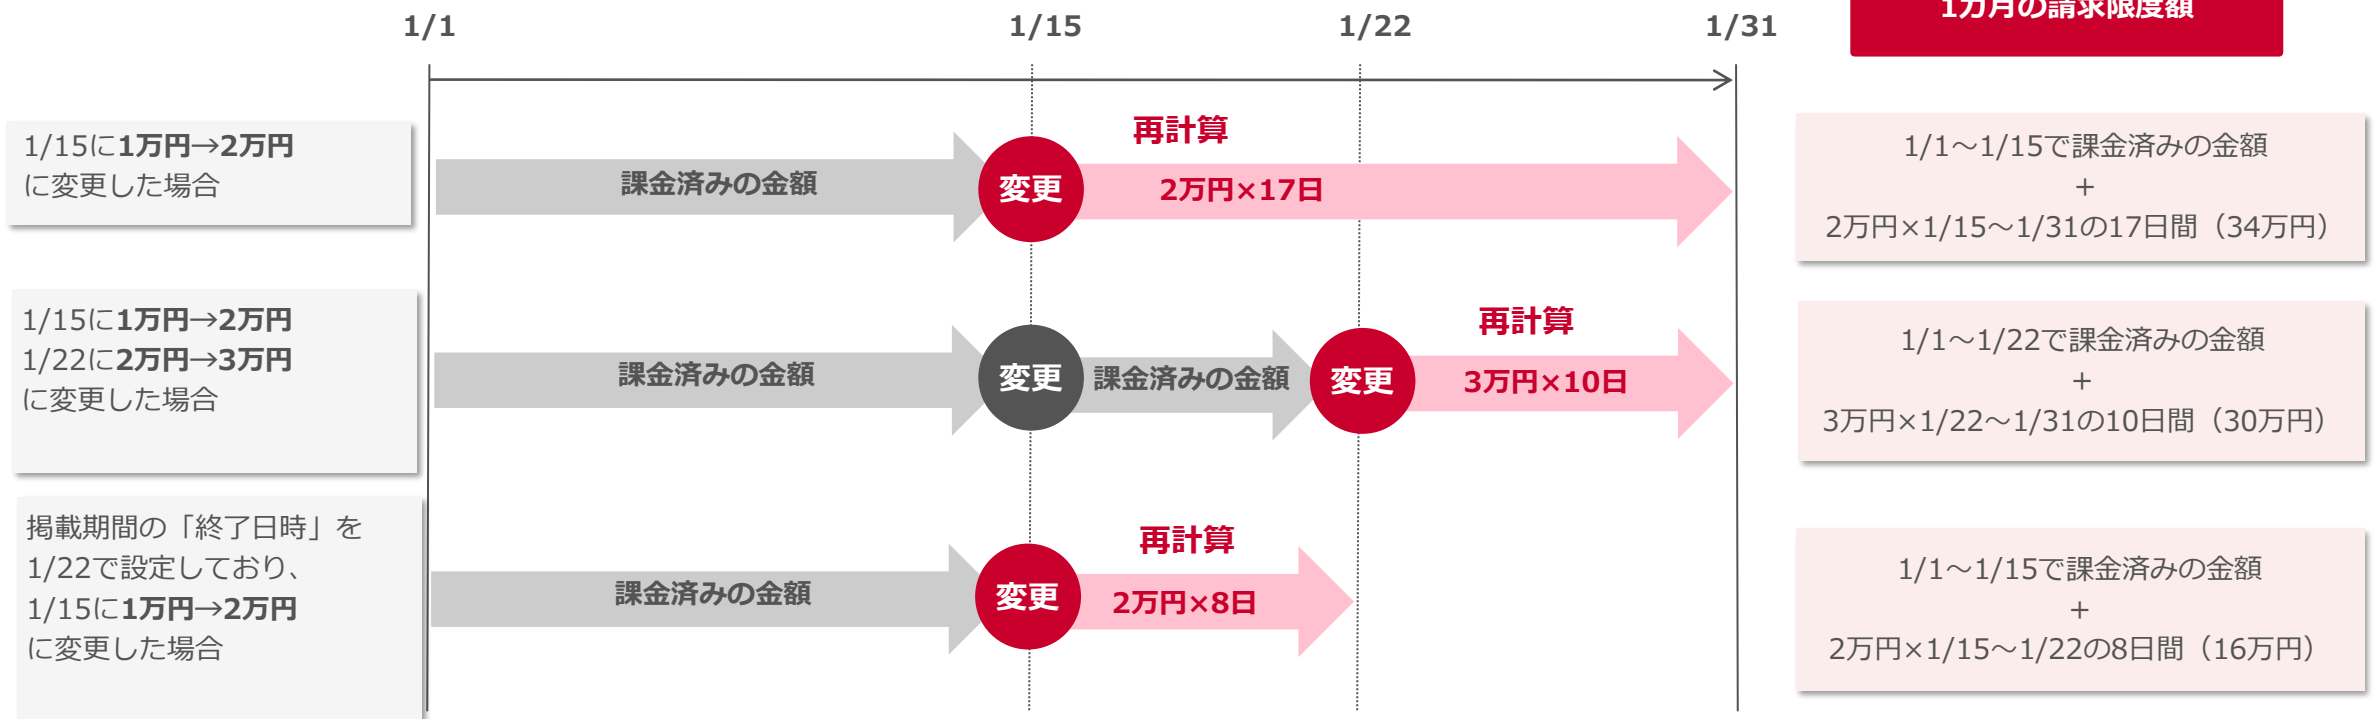 1/1
1/15
1/22
1/31
1カ月の請求限度額
1/15に1万円→2万円
に変更した場合
課金済みの金額
変更
再計算
2万円×17日
1/1～1/15で課金済みの金額
+
2万円×1/15～1/31の17日間（34万円）
1/15に1万円→2万円
1/22に2万円→3万円
に変更した場合
課金済みの金額
変更
課金済みの金額
変更
再計算
3万円×10日
1/1～1/22で課金済みの金額
+
3万円×1/22～1/31の10日間（30万円）
掲載期間の「終了日時」を
1/22で設定しており、
1/15に1万円→2万円
に変更した場合
課金済みの金額
変更
再計算
2万円×8日
1/1～1/15で課金済みの金額
+
2万円×1/15～1/22の8日間（16万円）